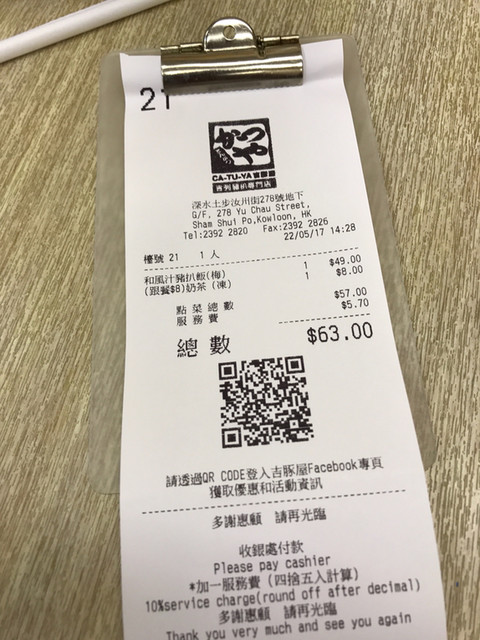 21
かつや
CA-TU-YA吉豚屋
吉列豬扒專門店
深水土步汝州街278號地下
G/F, 278 Yu Chau Street,
Sham Shui Po,Kowloon, HK
Tel:2392 2820 Fax:2392 2826
22/05/17 14:28
檯號 21 1 人
和風汁豬扒飯(梅) 1 $49.00
(跟餐$8)奶茶 (凍) 1 $8.00
點菜總數 $57.00
服務費 $5.70
總數 $63.00
請透過QR CODE登入吉豚屋Facebook專頁
獲取優惠和活動資訊
多謝惠顧 請再光臨
收銀處付款
Please pay cashier
*加一服務費 (四捨五入計算)
10%service charge(round off after decimal)
多謝惠顧 請再光臨
Thank you very much and see you again